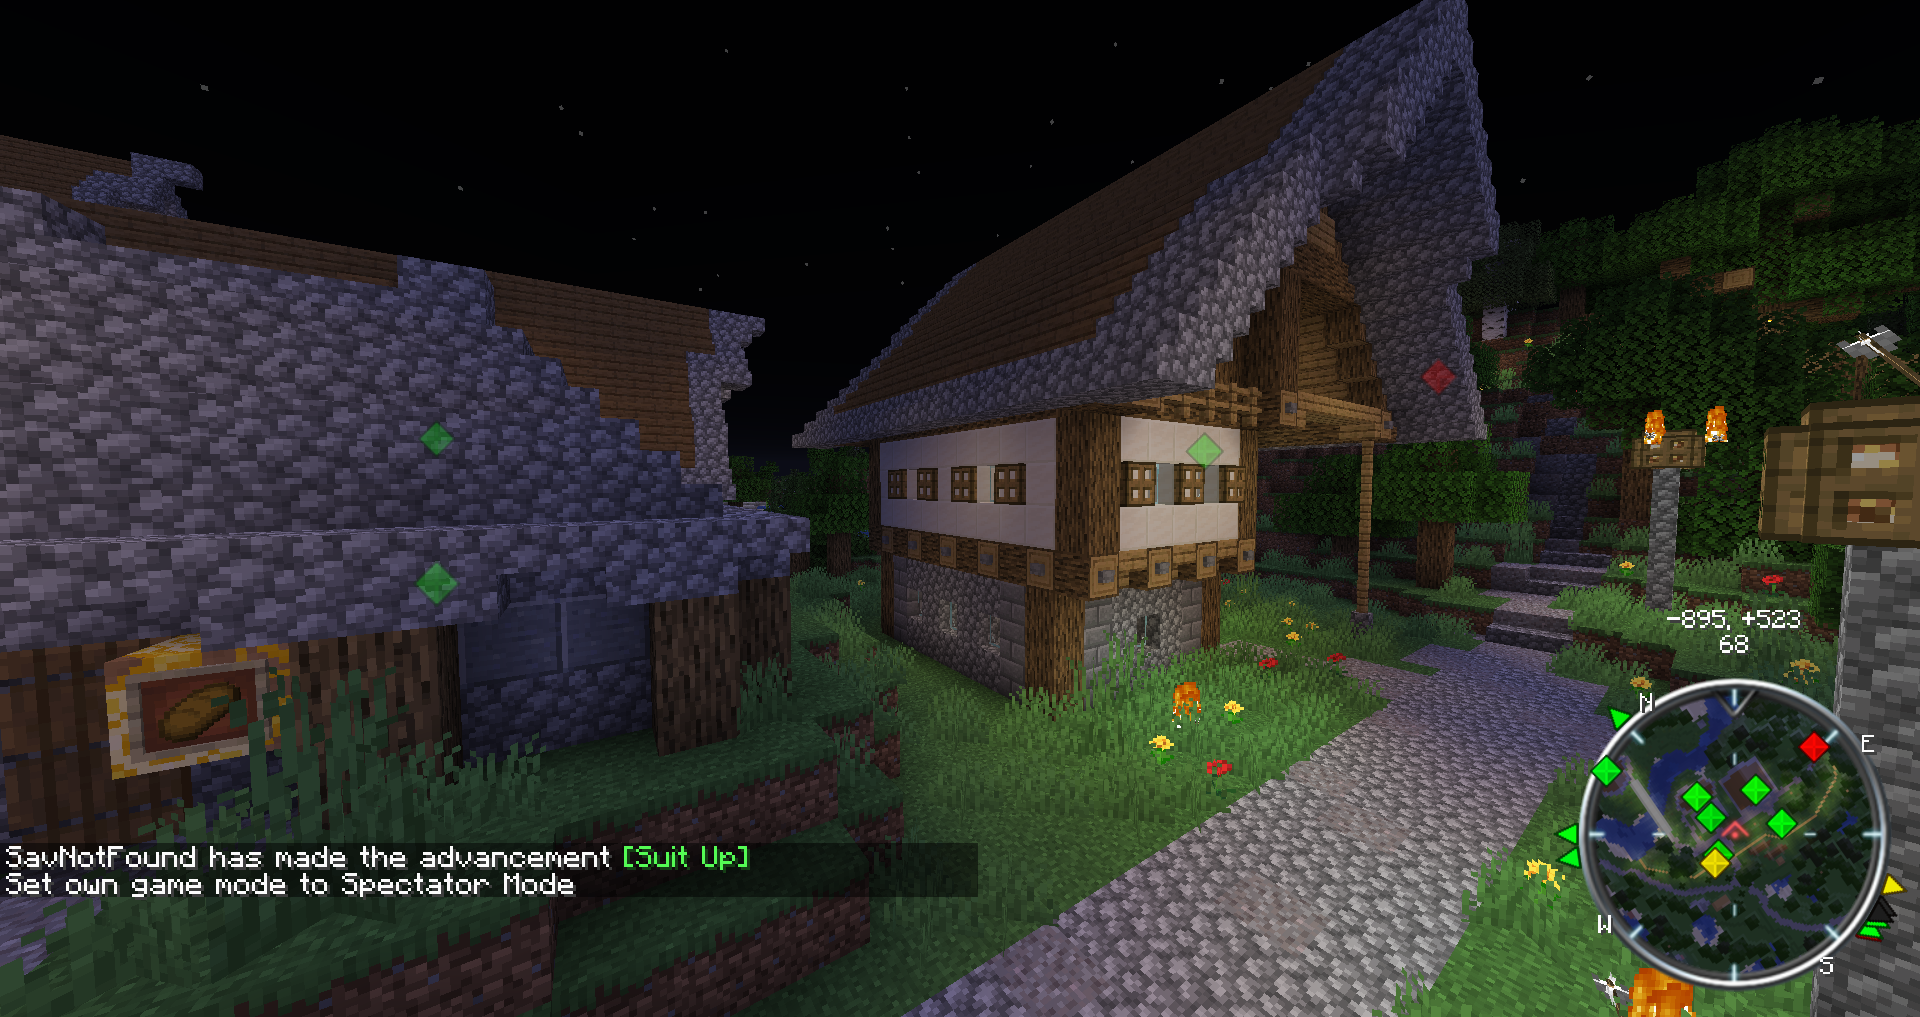 -895, +523
68
N
E
W
S
SavNotFound has made the advancement [Suit Up]
Set own game mode to Spectator Mode